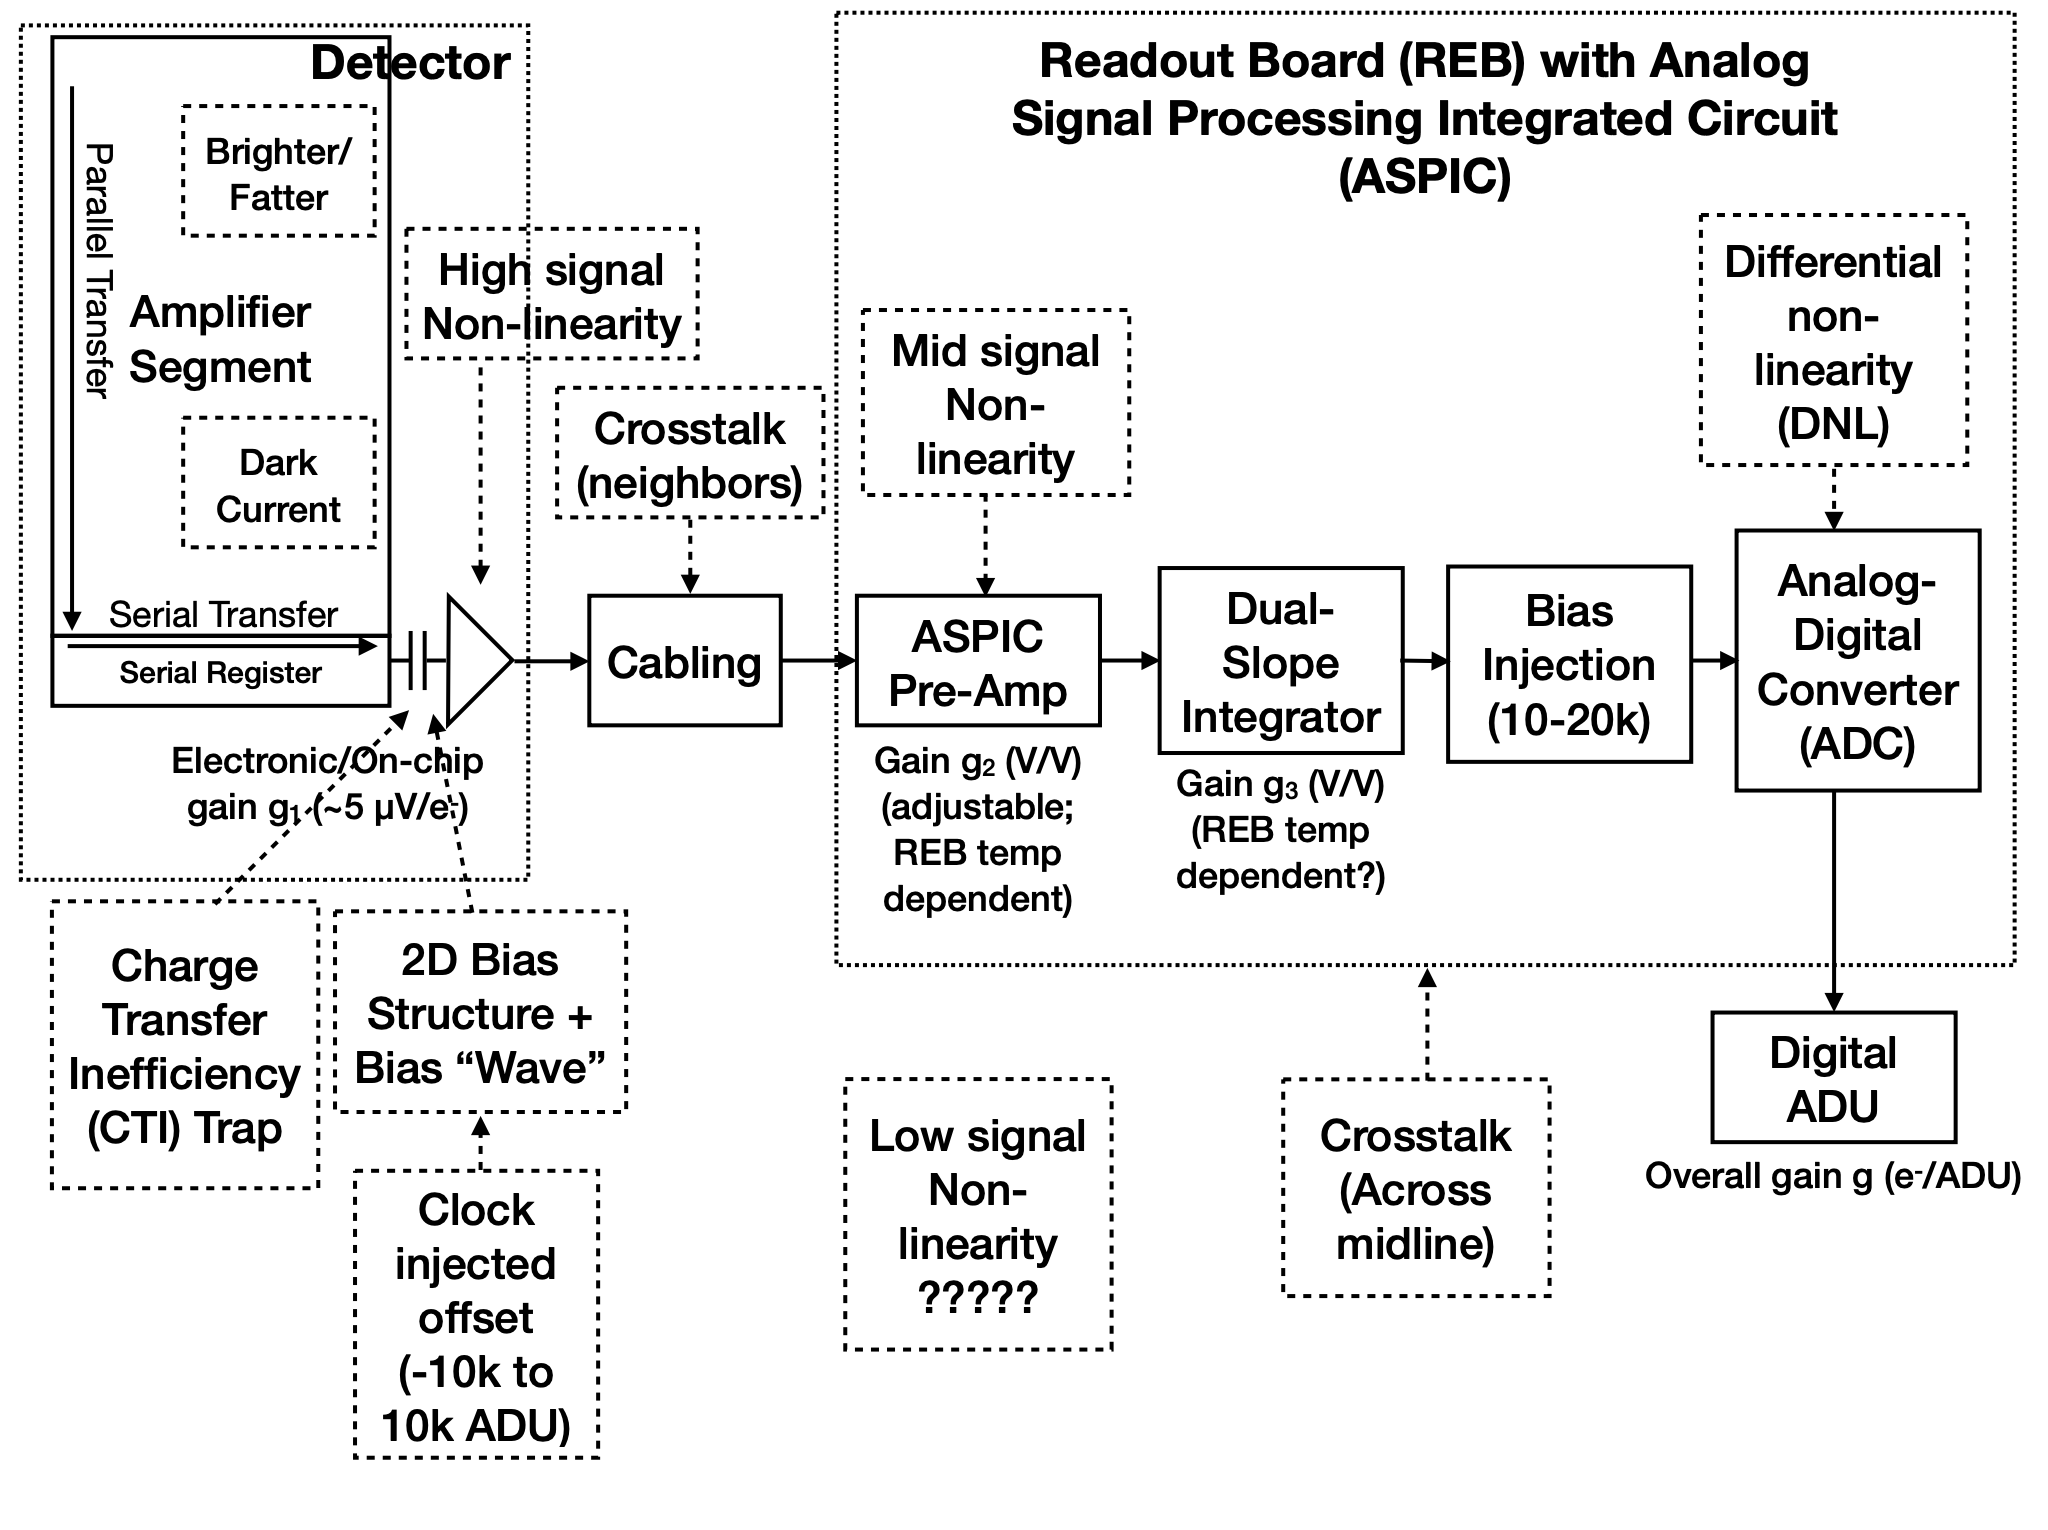 Detector
Parallel Transfer
Brighter/
Fatter
Amplifier
Segment
Dark
Current
Serial Transfer
Serial Register
Electronic/On-chip
gain g₁ (~5 µV/e⁻)
High signal
Non-linearity
Crosstalk
(neighbors)
Cabling
Charge
Transfer
Inefficiency
(CTI) Trap
2D Bias
Structure +
Bias “Wave”
Clock
injected
offset
(-10k to
10k ADU)
Readout Board (REB) with Analog
Signal Processing Integrated Circuit
(ASPIC)
Mid signal
Non-
linearity
ASPIC
Pre-Amp
Gain g₂ (V/V)
(adjustable;
REB temp
dependent)
Dual-
Slope
Integrator
Gain g₃ (V/V)
(REB temp
dependent?)
Bias
Injection
(10-20k)
Differential
non-
linearity
(DNL)
Analog-
Digital
Converter
(ADC)
Low signal
Non-
linearity
?????
Crosstalk
(Across
midline)
Digital
ADU
Overall gain g (e⁻/ADU)